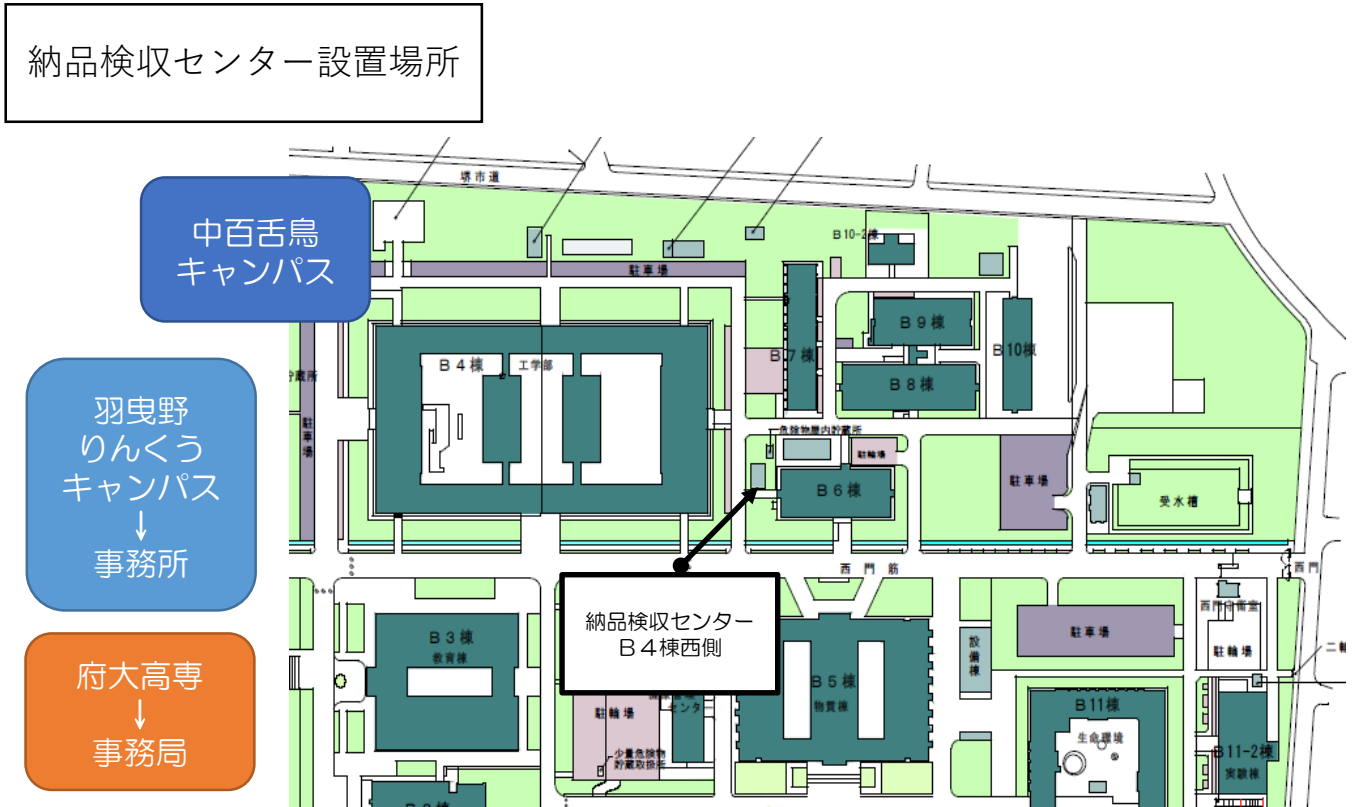 納品検収センター設置場所
堺市道
中百舌鳥
キャンパス
B10-2棟
駐車場
B9棟
B7棟
B10棟
B4棟
工学部
B8棟
貯蔵所
駐車場
羽曳野
りんくう
キャンパス
↓
事務所
危険物屋内貯蔵所
駐輪場
駐車場
B6棟
受水槽
西門筋
西門
納品検収センター
B4棟西側
西門守衛室
B3棟
教育棟
設備棟
駐車場
駐輪場
二輪
府大高専
↓
事務局
B5棟
物質棟
センタ
駐輪場
B11棟
生命環境
少量危険物
貯蔵取扱所
B11-2棟
実験棟